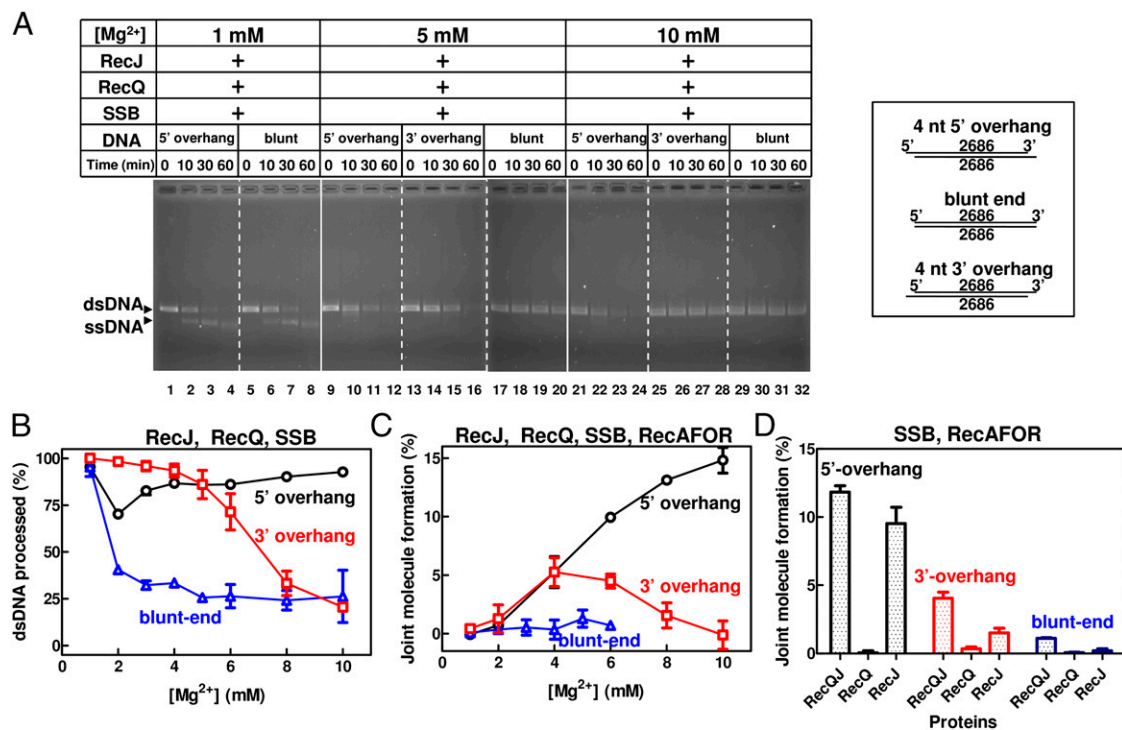 A
[Mg2+] 1 mM 5 mM 10 mM
RecJ + + +
RecQ + + +
SSB + + +
DNA 5’ overhang blunt 5’ overhang 3’ overhang blunt 5’ overhang 3’ overhang blunt
Time (min) 0 10 30 60 0 10 30 60 0 10 30 60 0 10 30 60 0 10 30 60 0 10 30 60 0 10 30 60 0 10 30 60
dsDNA
ssDNA
1 2 3 4 5 6 7 8 9 10 11 12 13 14 15 16 17 18 19 20 21 22 23 24 25 26 27 28 29 30 31 32
4 nt 5’ overhang
5’ 2686 3’
2686
blunt end
5’ 2686 3’
2686
4 nt 3’ overhang
5’ 2686 3’
2686
B
RecJ, RecQ, SSB
dsDNA processed (%)
100
75
50
25
0
5’ overhang
3’ overhang
blunt-end
0 2 4 6 8 10
[Mg2+] (mM)
C
RecJ, RecQ, SSB, RecAFOR
Joint molecule formation (%)
15
10
5
0
5’ overhang
3’ overhang
blunt-end
0 2 4 6 8 10
[Mg2+] (mM)
D
SSB, RecAFOR
Joint molecule formation (%)
15
10
5
0
5’-overhang
3’-overhang
blunt-end
RecQJ RecQ RecJ RecQJ RecQ RecJ RecQJ RecQ RecJ
Proteins